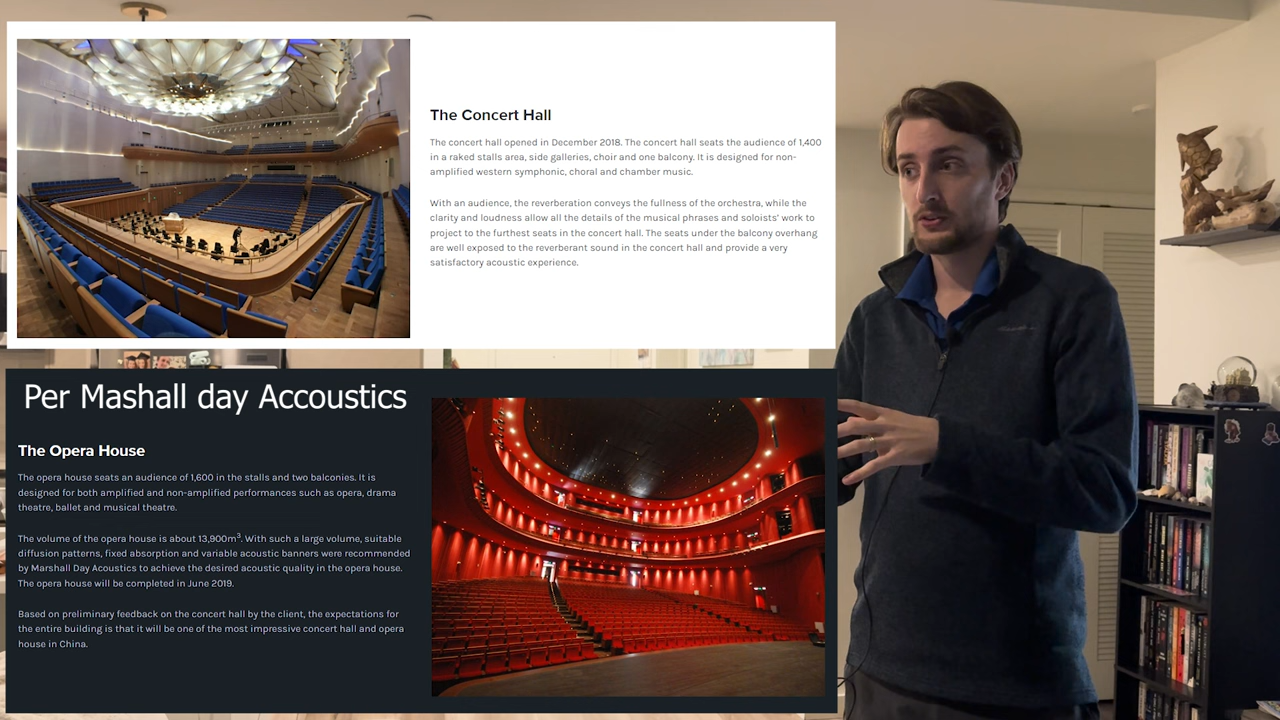 The Concert Hall
The concert hall opened in December 2018. The concert hall seats the audience of 1,400
in a raked stalls area, side galleries, choir and one balcony. It is designed for non-
amplified western symphonic, choral and chamber music.
With an audience, the reverberation conveys the fullness of the orchestra, while the
clarity and loudness allow all the details of the musical phrases and soloists' work to
project to the furthest seats in the concert hall. The seats under the balcony overhang
are well exposed to the reverberant sound in the concert hall and provide a very
satisfactory acoustic experience.
Per Mashall day Accoustics
The Opera House
The opera house seats an audience of 1,600 in the stalls and two balconies. It is
designed for both amplified and non-amplified performances such as opera, drama
theatre, ballet and musical theatre.
The volume of the opera house is about 13,900m³. With such a large volume, suitable
diffusion patterns, fixed absorption and variable acoustic banners were recommended
by Marshall Day Acoustics to achieve the desired acoustic quality in the opera house.
The opera house will be completed in June 2019.
Based on preliminary feedback on the concert hall by the client, the expectations for
the entire building is that it will be one of the most impressive concert hall and opera
house in China.